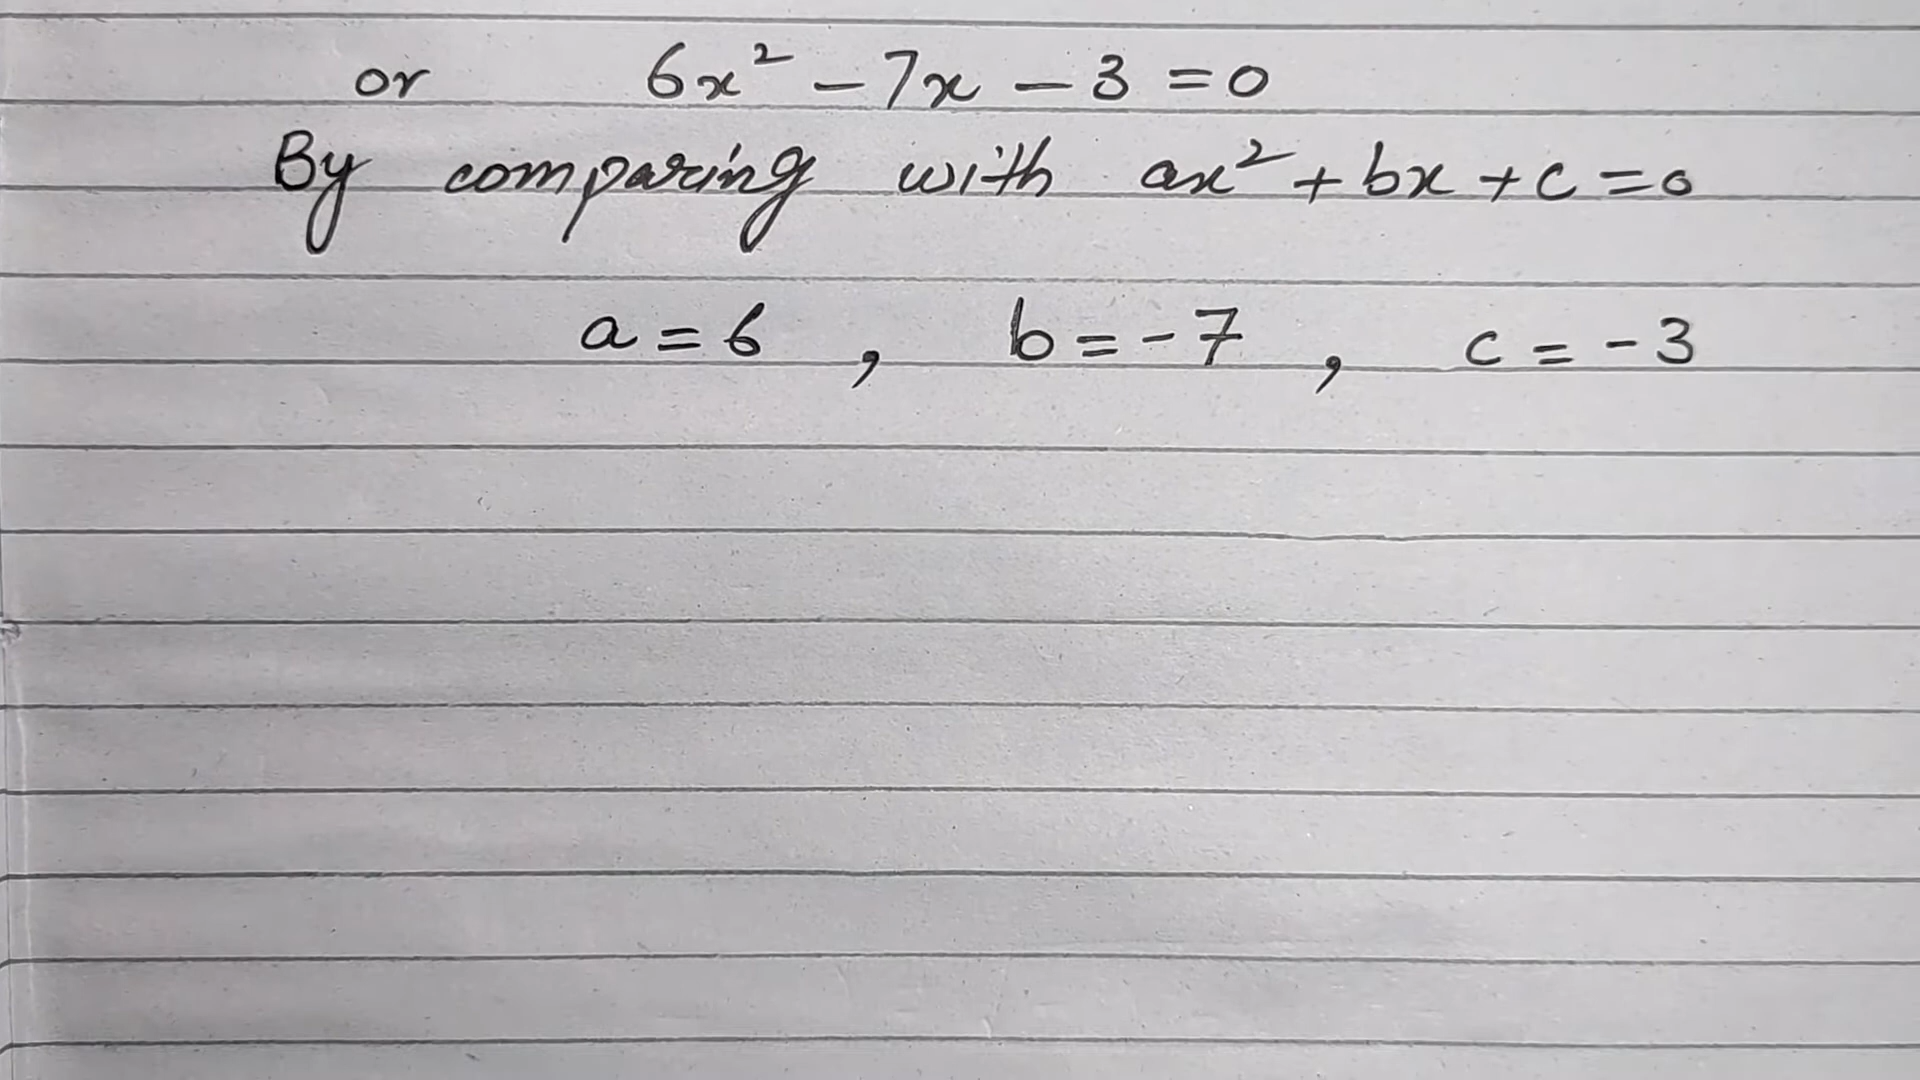 or 6x² - 7x - 3 = 0
By comparing with ax² + bx + c = 0
a = 6 , b = -7 , c = -3